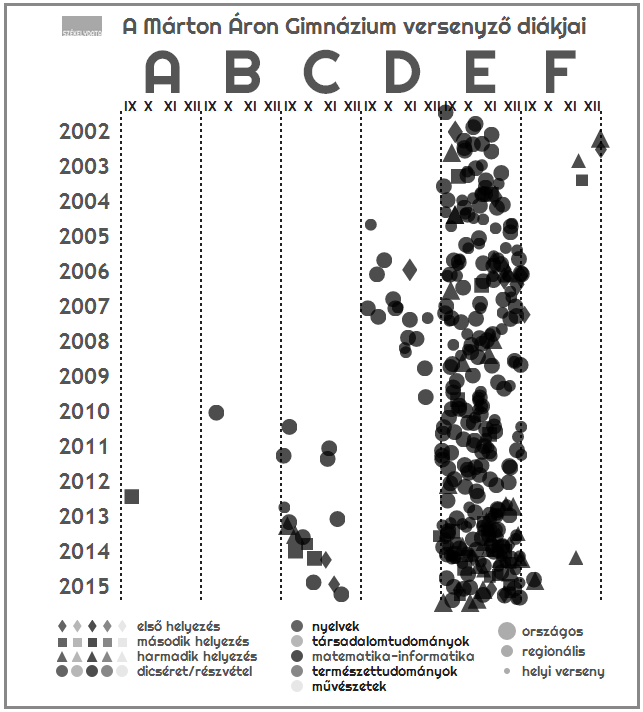 SZÉKELYDATA
A Márton Áron Gimnázium versenyző diákjai
A B C D E F
IX X XI XII IX X XI XII IX X XI XII IX X XI XII IX X XI XII IX X XI XII
2002
2003
2004
2005
2006
2007
2008
2009
2010
2011
2012
2013
2014
2015
első helyezés
második helyezés
harmadik helyezés
dicséret/részvétel
nyelvek
társadalomtudományok
matematika-informatika
természettudományok
művészetek
országos
regionális
helyi verseny